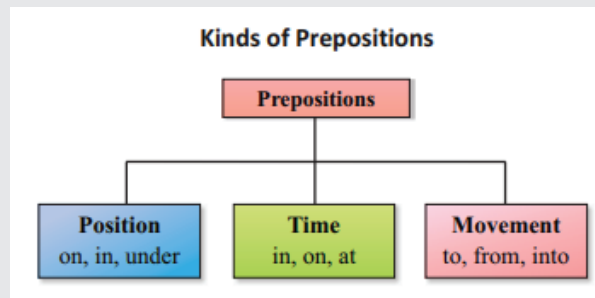 Kinds of Prepositions
Prepositions
Position
on, in, under
Time
in, on, at
Movement
to, from, into